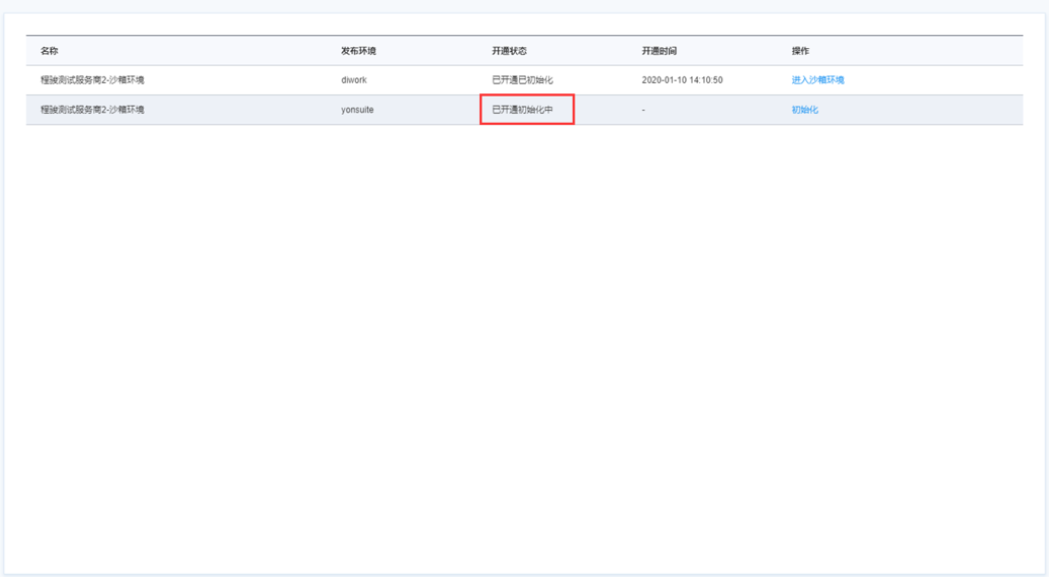 名称 发布环境 开通状态 开通时间 操作
程骏测试服务商2-沙箱环境 diwork 已开通已初始化 2020-01-10 14:10:50 进入沙箱环境
程骏测试服务商2-沙箱环境 yonsuite 已开通初始化中 - 初始化